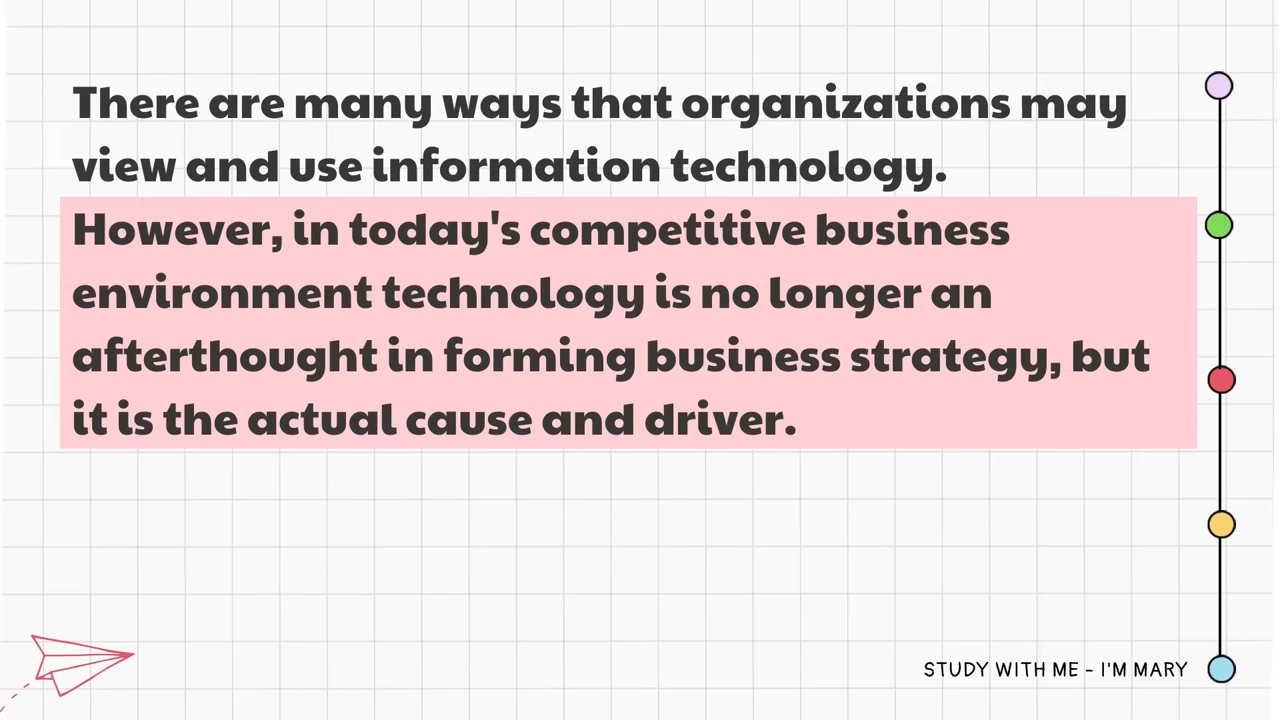 There are many ways that organizations may
view and use information technology.
However, in today's competitive business
environment technology is no longer an
afterthought in forming business strategy, but
it is the actual cause and driver.
STUDY WITH ME - I'M MARY